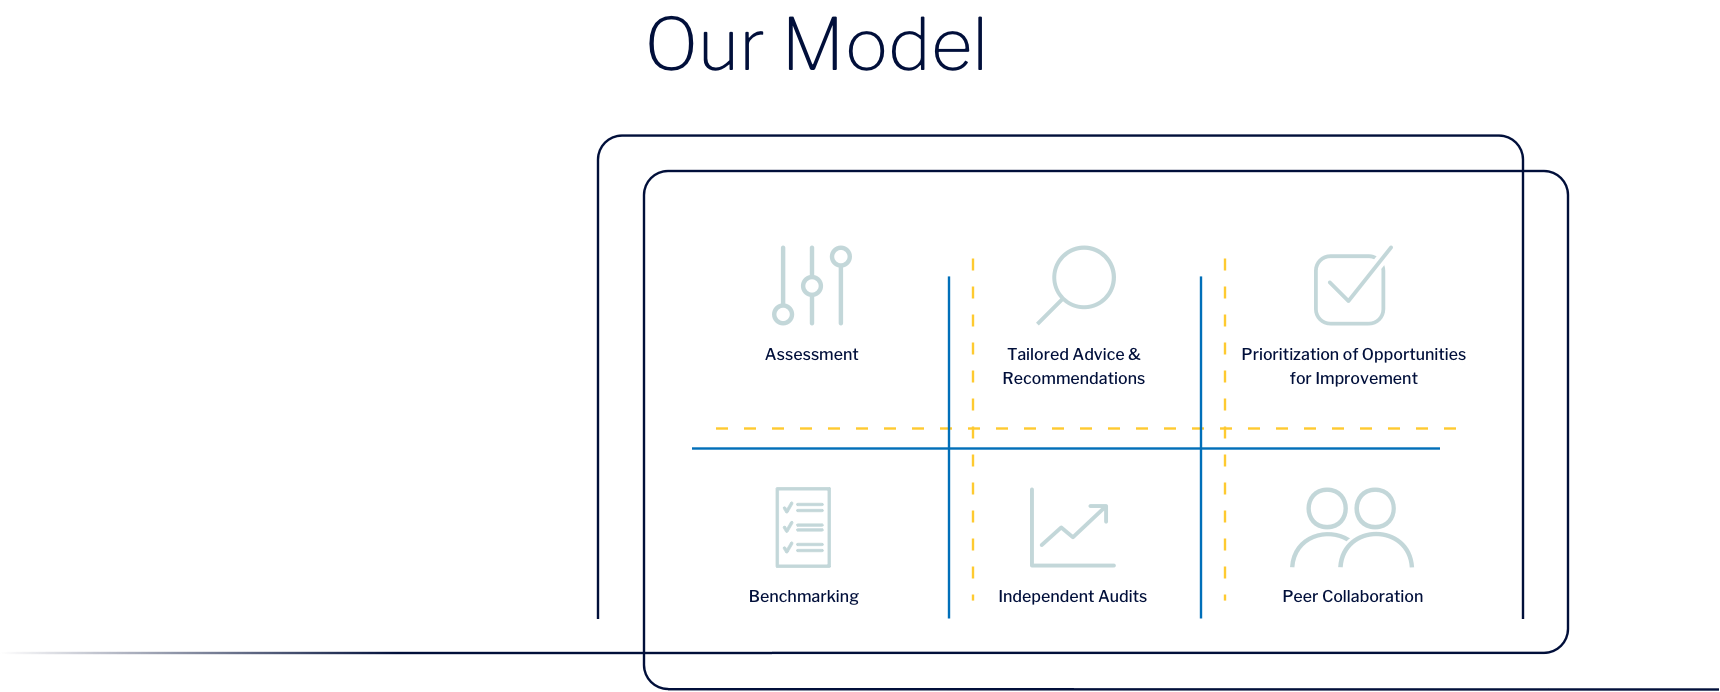 Our Model
Assessment
Tailored Advice &
Recommendations
Prioritization of Opportunities
for Improvement
Benchmarking
Independent Audits
Peer Collaboration